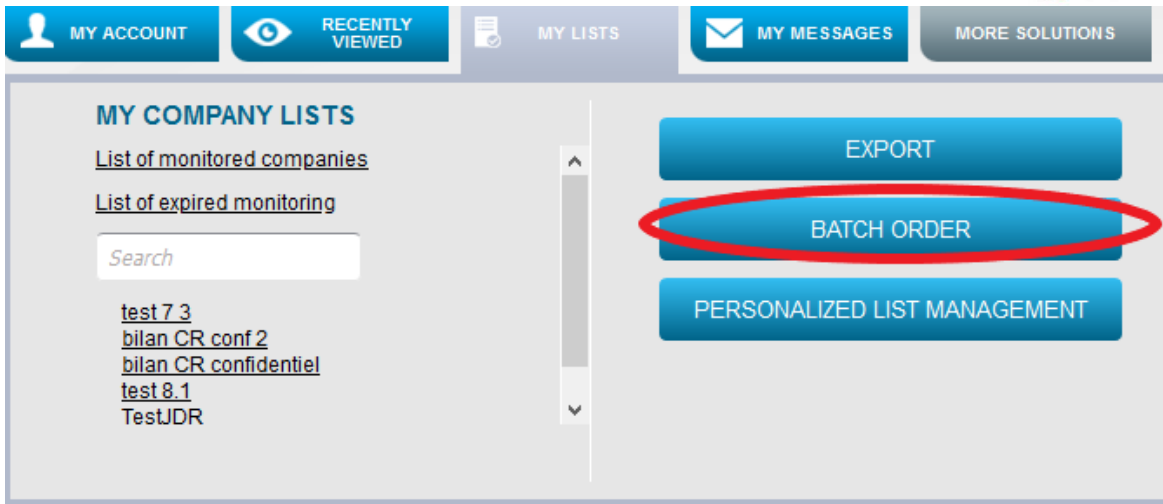 MY ACCOUNT
RECENTLY
VIEWED
MY LISTS
MY MESSAGES
MORE SOLUTIONS
MY COMPANY LISTS
List of monitored companies
List of expired monitoring
Search
test 7 3
bilan CR conf 2
bilan CR confidentiel
test 8.1
TestJDR
EXPORT
BATCH ORDER
PERSONALIZED LIST MANAGEMENT